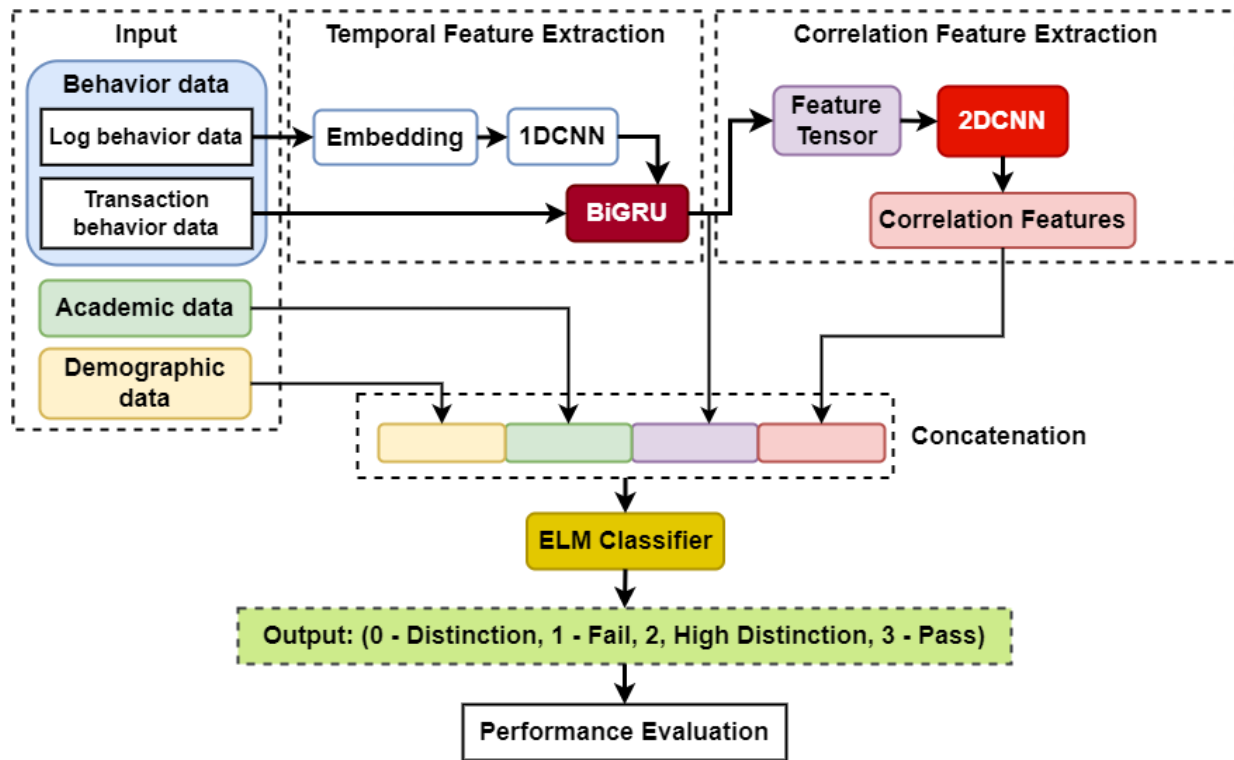 Input
Behavior data
Log behavior data
Transaction
behavior data
Academic data
Demographic
data
Temporal Feature Extraction
Embedding
1DCNN
BiGRU
Correlation Feature Extraction
Feature
Tensor
2DCNN
Correlation Features
Concatenation
ELM Classifier
Output: (0 - Distinction, 1 - Fail, 2, High Distinction, 3 - Pass)
Performance Evaluation